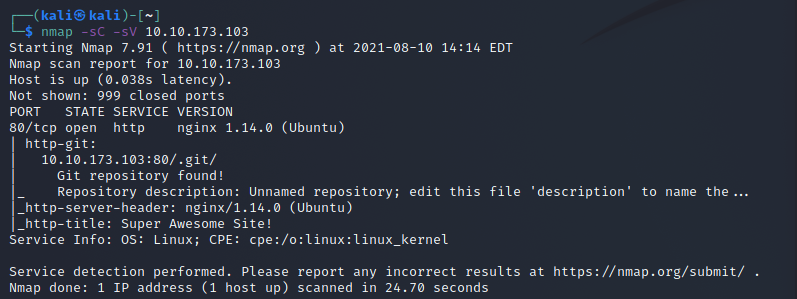 ┌──(kali㉿kali)-[~]
└─$ nmap -sC -sV 10.10.173.103
Starting Nmap 7.91 ( https://nmap.org ) at 2021-08-10 14:14 EDT
Nmap scan report for 10.10.173.103
Host is up (0.038s latency).
Not shown: 999 closed ports
PORT   STATE SERVICE VERSION
80/tcp open  http    nginx 1.14.0 (Ubuntu)
| http-git:
|   10.10.173.103:80/.git/
|     Git repository found!
|_    Repository description: Unnamed repository; edit this file 'description' to name the...
|_http-server-header: nginx/1.14.0 (Ubuntu)
|_http-title: Super Awesome Site!
Service Info: OS: Linux; CPE: cpe:/o:linux:linux_kernel
Service detection performed. Please report any incorrect results at https://nmap.org/submit/ .
Nmap done: 1 IP address (1 host up) scanned in 24.70 seconds